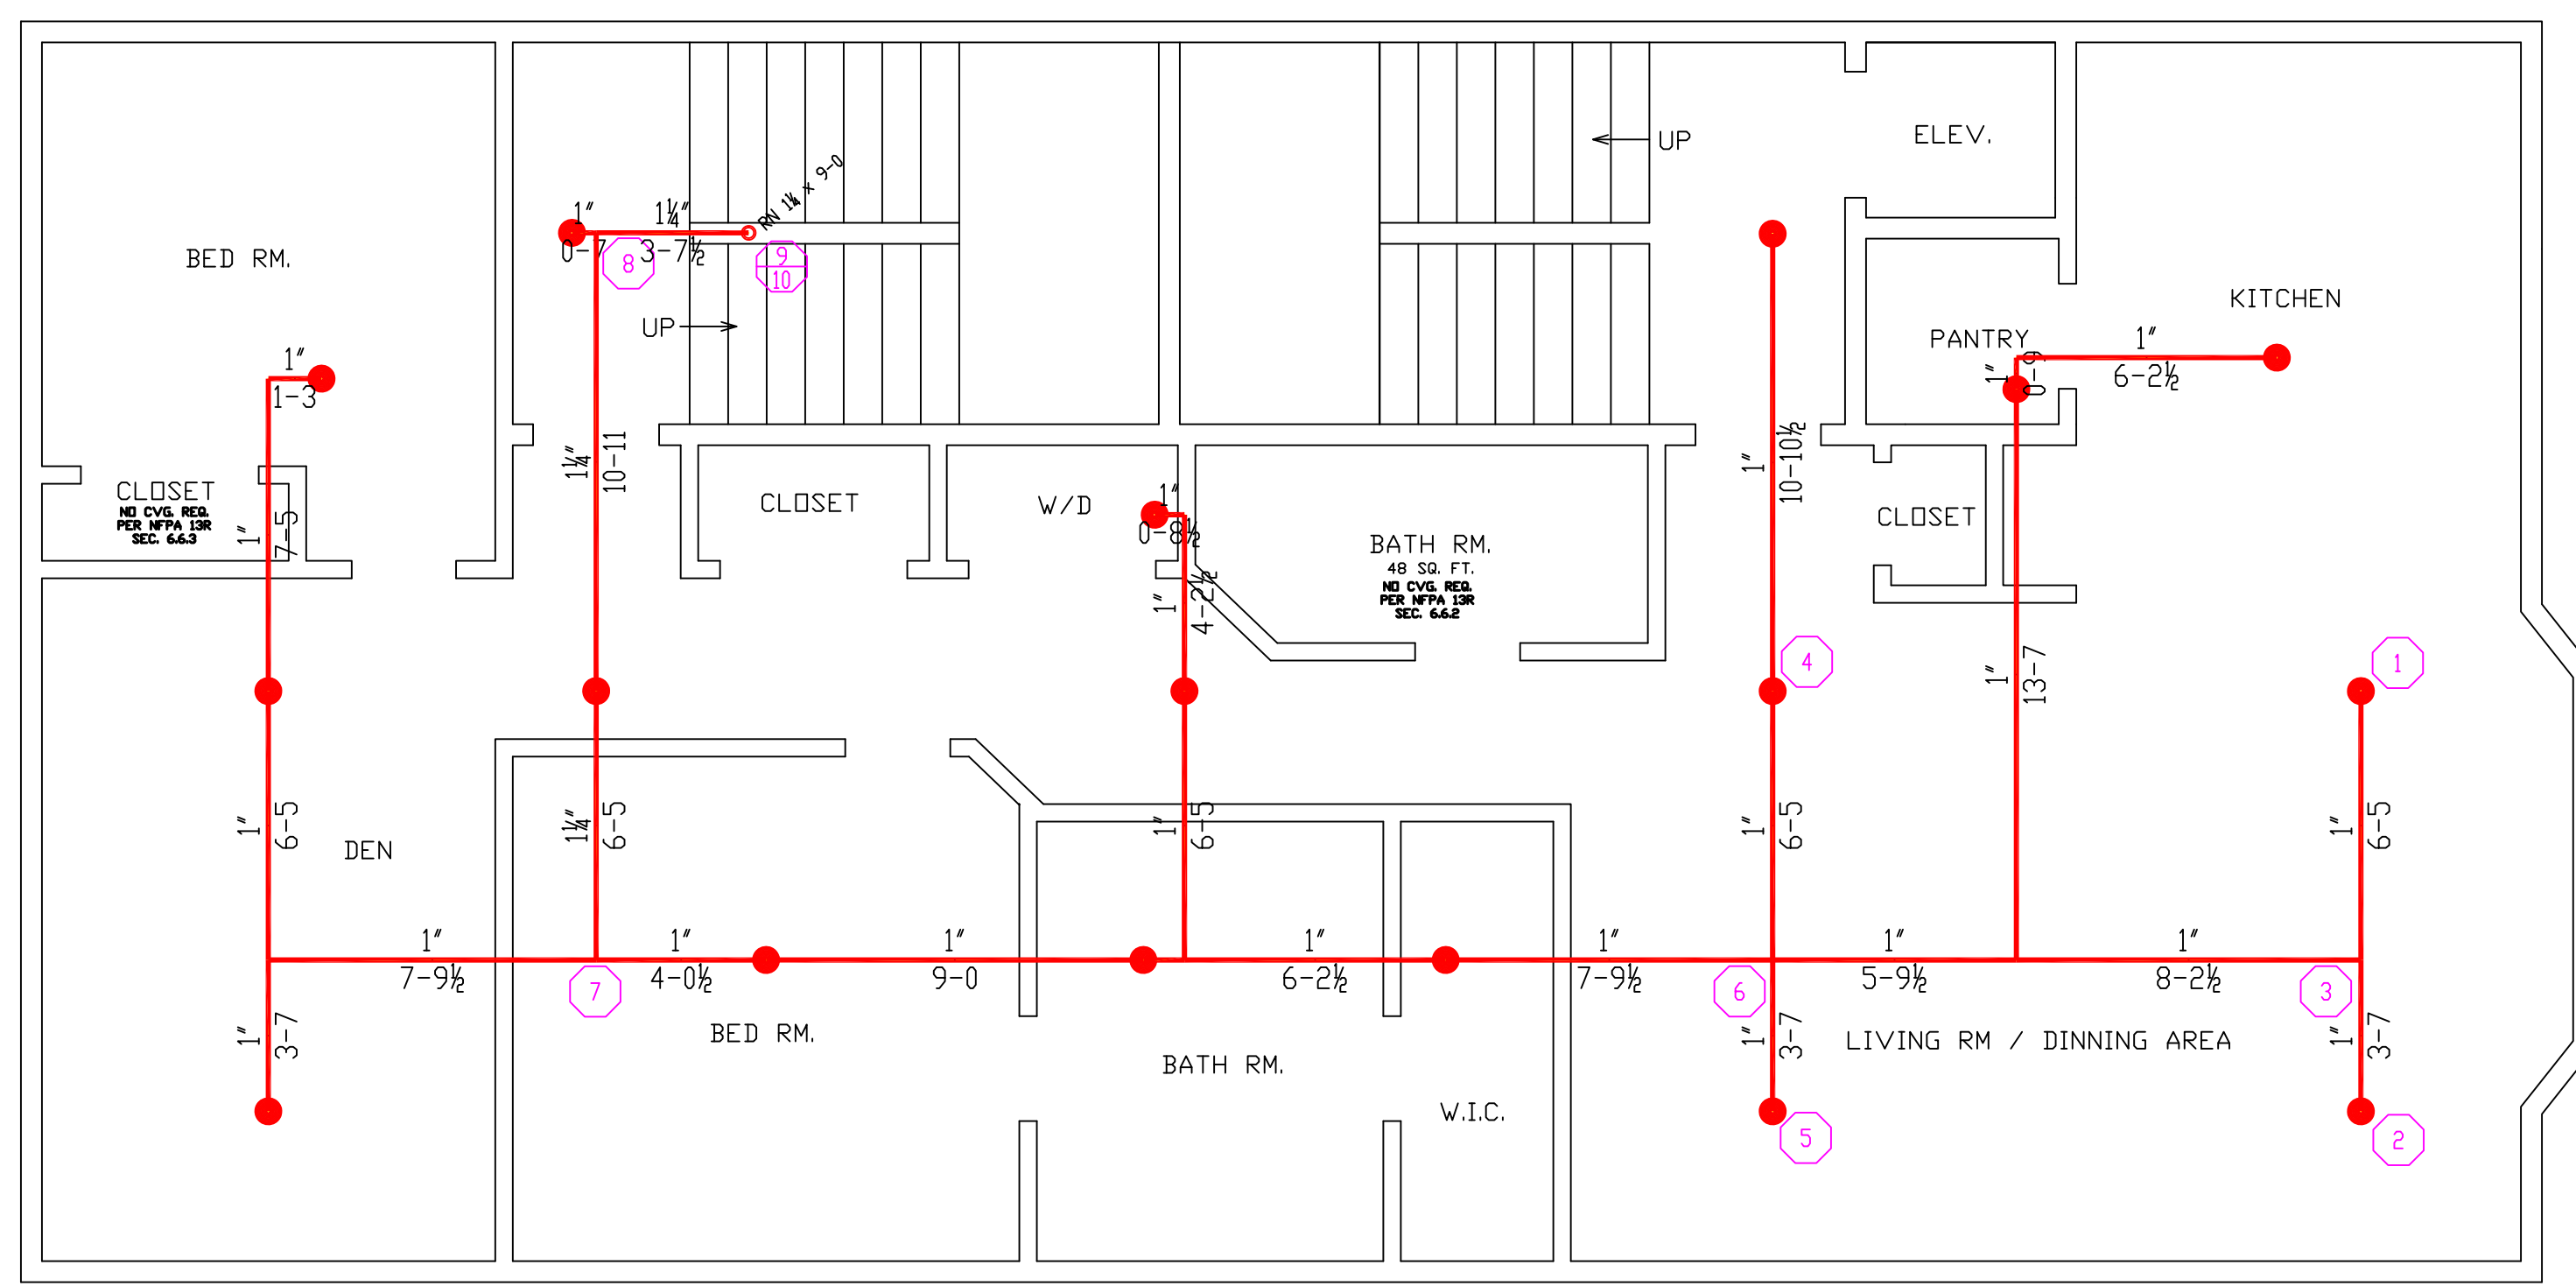 ELEV.
UP
RN 1¼ x 9-0
1"
0-7
1¼"
3-7½
8
9
10
BED RM.
UP
KITCHEN
PANTRY
1"
0-9
1"
6-2½
1"
1-3
1¼"
10-11
1"
10-10½
CLOSET
NO CVG. REQ.
PER NFPA 13R
SEC. 6.6.3
1"
7-5
CLOSET
W/D
1"
0-8½
CLOSET
BATH RM.
48 SQ. FT.
NO CVG. REQ.
PER NFPA 13R
SEC. 6.6.2
1"
4-2½
1"
13-7
4
1
1"
6-5
1¼"
6-5
1"
6-5
1"
6-5
1"
6-5
DEN
1"
7-9½
1"
4-0½
1"
9-0
1"
6-2½
1"
7-9½
1"
5-9½
1"
8-2½
7
6
3
1"
3-7
BED RM.
BATH RM.
1"
3-7
LIVING RM / DINNING AREA
1"
3-7
W.I.C.
5
2